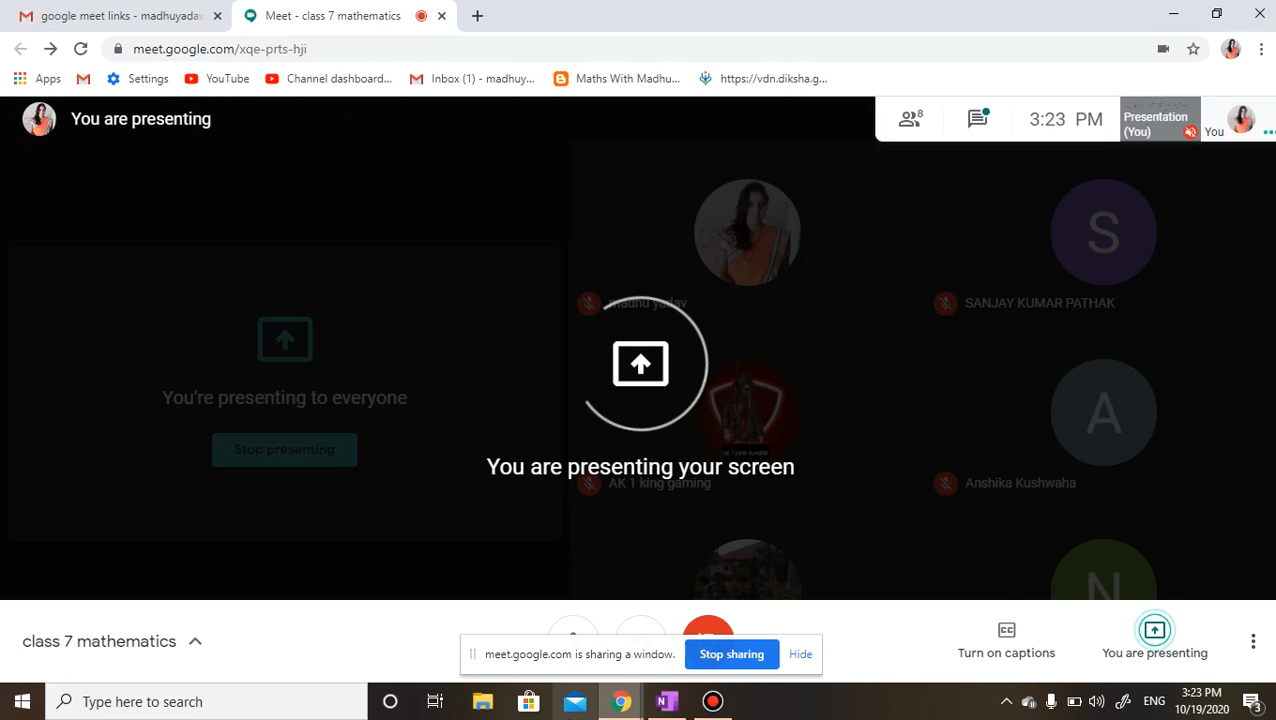 google meet links - madhuyadav
Meet - class 7 mathematics
meet.google.com/xqe-prts-hji
Apps
Settings
YouTube
Channel dashboard...
Inbox (1) - madhuy...
Maths With Madhu...
https://vdn.diksha.g...
You are presenting
8
3:23 PM
Presentation
(You)
You
S
madhu yadav
SANJAY KUMAR PATHAK
You're presenting to everyone
Stop presenting
A
You are presenting your screen
AK 1 king gaming
Anshika Kushwaha
N
class 7 mathematics
meet.google.com is sharing a window.
Stop sharing
Hide
CC
Turn on captions
You are presenting
Type here to search
N
ENG
3:23 PM
10/19/2020
3